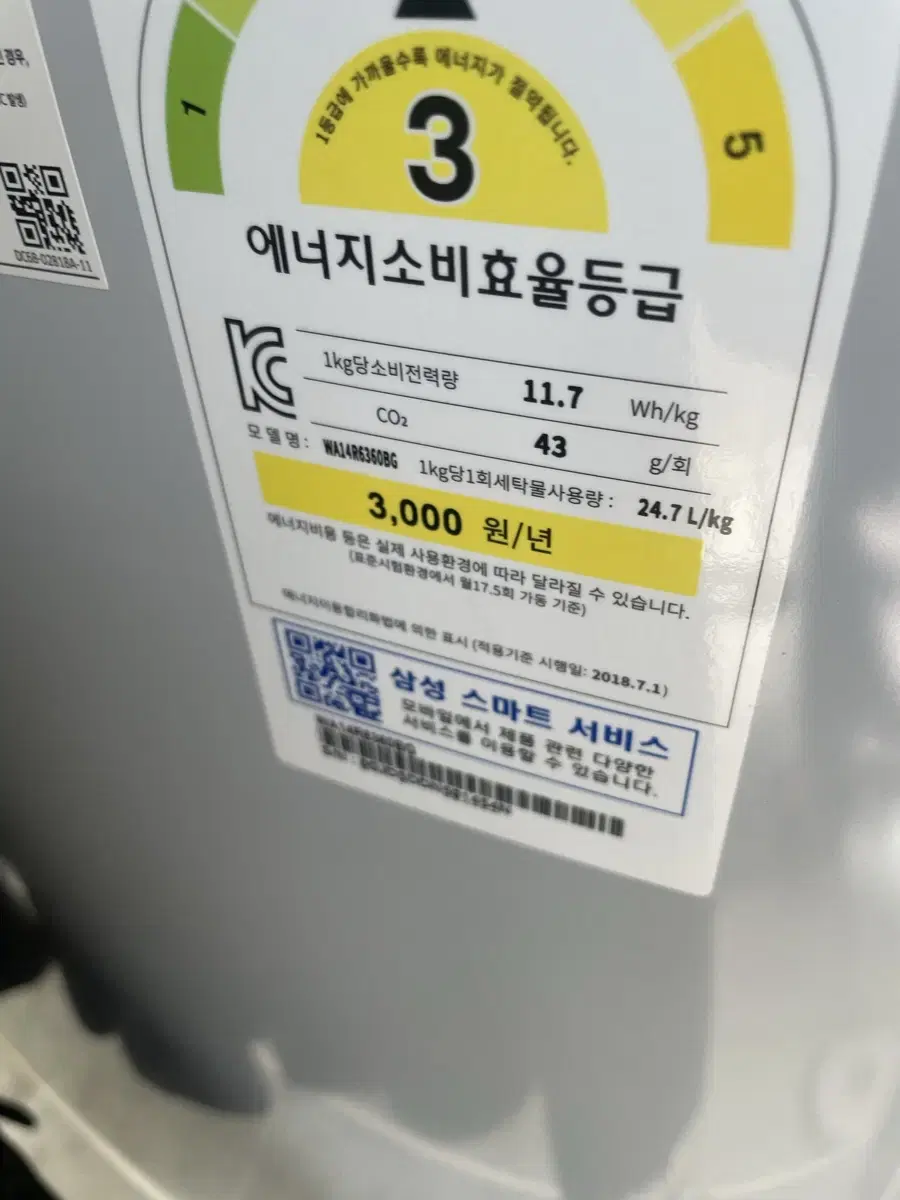 경우,
1
1등급에 가까울수록 에너지가 절약됩니다.
3
5
DC68-02818A-11
에너지소비효율등급
1kg당소비전력량 11.7 Wh/kg
CO₂ 43 g/회
모델명: WA14R6360BG 1kg당1회세탁물사용량: 24.7 L/kg
3,000 원/년
에너지비용 등은 실제 사용환경에 따라 달라질 수 있습니다.
(표준시험환경에서 월17.5회 가동 기준)
에너지이용합리화법에 의한 표시 (적용기준 시행일: 2018.7.1)
삼성 스마트 서비스
모바일에서 제품 관련 다양한
서비스를 이용할 수 있습니다.
WA14R6360BG
S/N: